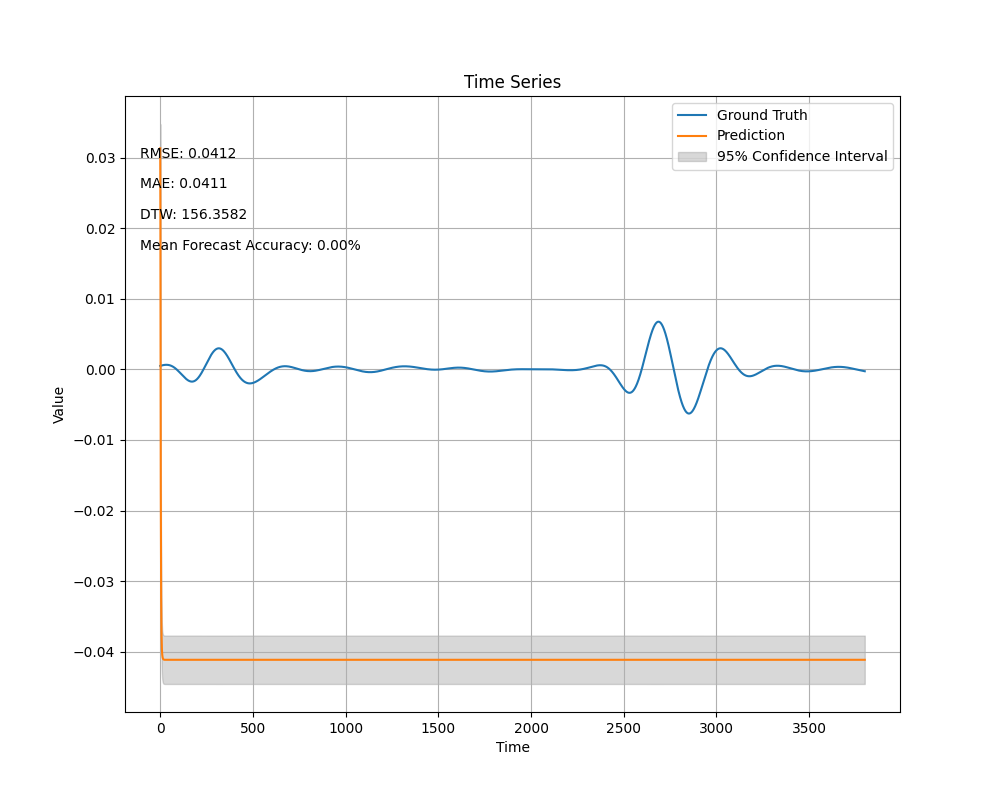 Time Series
Ground Truth
Prediction
95% Confidence Interval
RMSE: 0.0412
MAE: 0.0411
DTW: 156.3582
Mean Forecast Accuracy: 0.00%
Value
0.03
0.02
0.01
0.00
−0.01
−0.02
−0.03
−0.04
0 500 1000 1500 2000 2500 3000 3500
Time